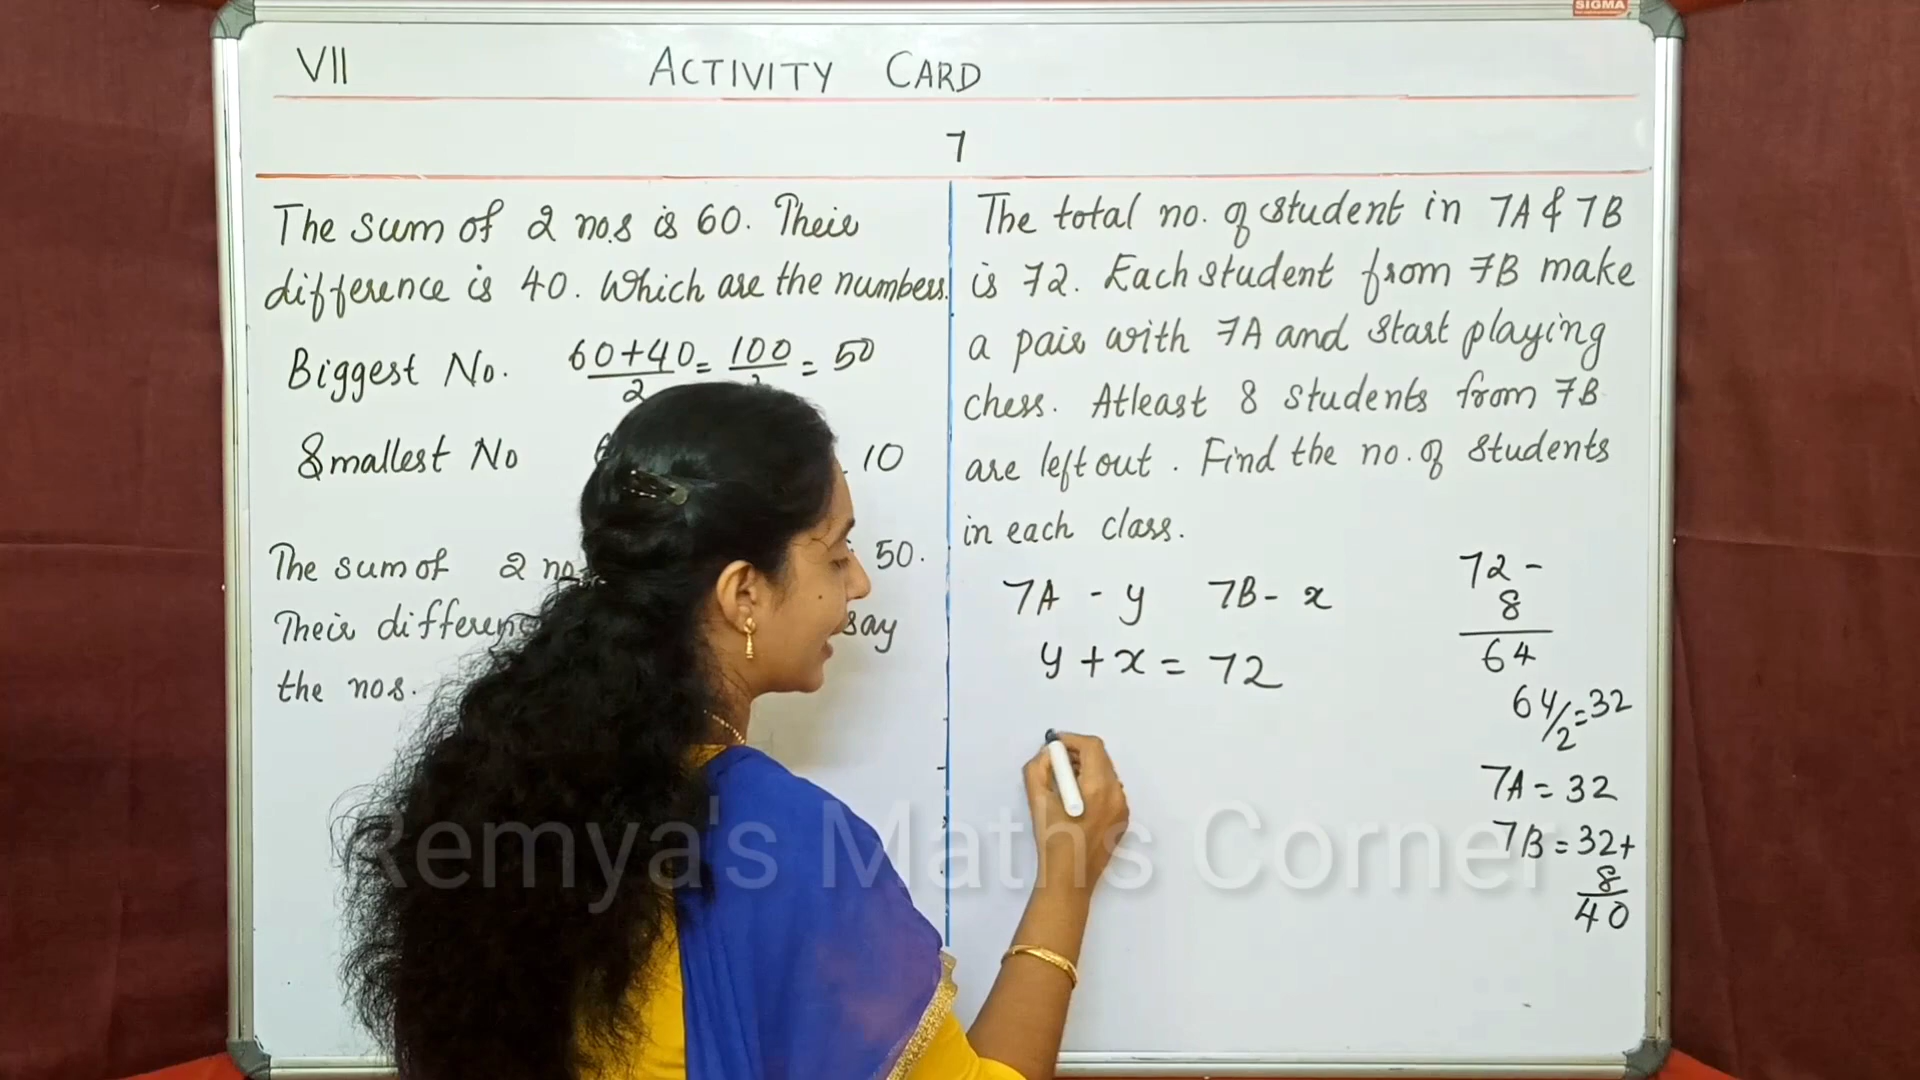 SIGMA
VII ACTIVITY CARD
7
The sum of 2 nos is 60. Their
difference is 40. Which are the numbers.
Biggest No. 60+40/2 = 100/2 = 50
Smallest No 10
The sum of 2 nos 50.
Their difference say
the nos.
The total no. of student in 7A & 7B
is 72. Each student from 7B make
a pair with 7A and start playing
chess. Atleast 8 students from 7B
are left out. Find the no. of students
in each class.
7A - y 7B - x
y + x = 72
72 -
8
64
64/2 = 32
7A = 32
7B = 32+
8
40
Remya's Maths Corner